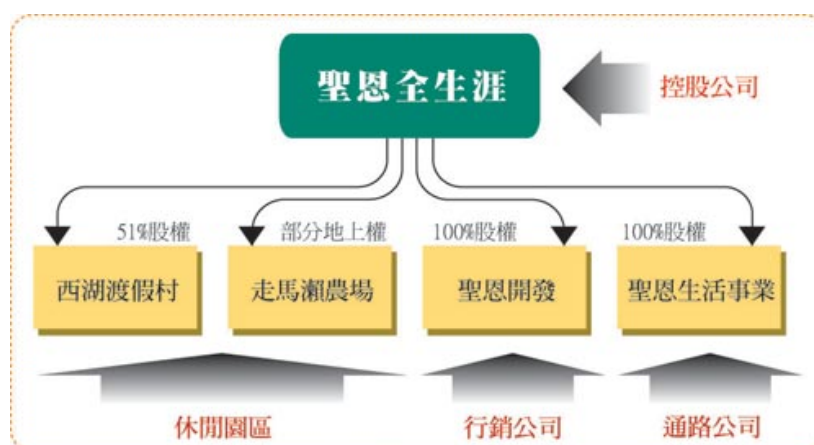 聖恩全生涯
控股公司
51%股權
部分地上權
100%股權
100%股權
西湖渡假村
走馬瀨農場
聖恩開發
聖恩生活事業
休閒園區
行銷公司
通路公司